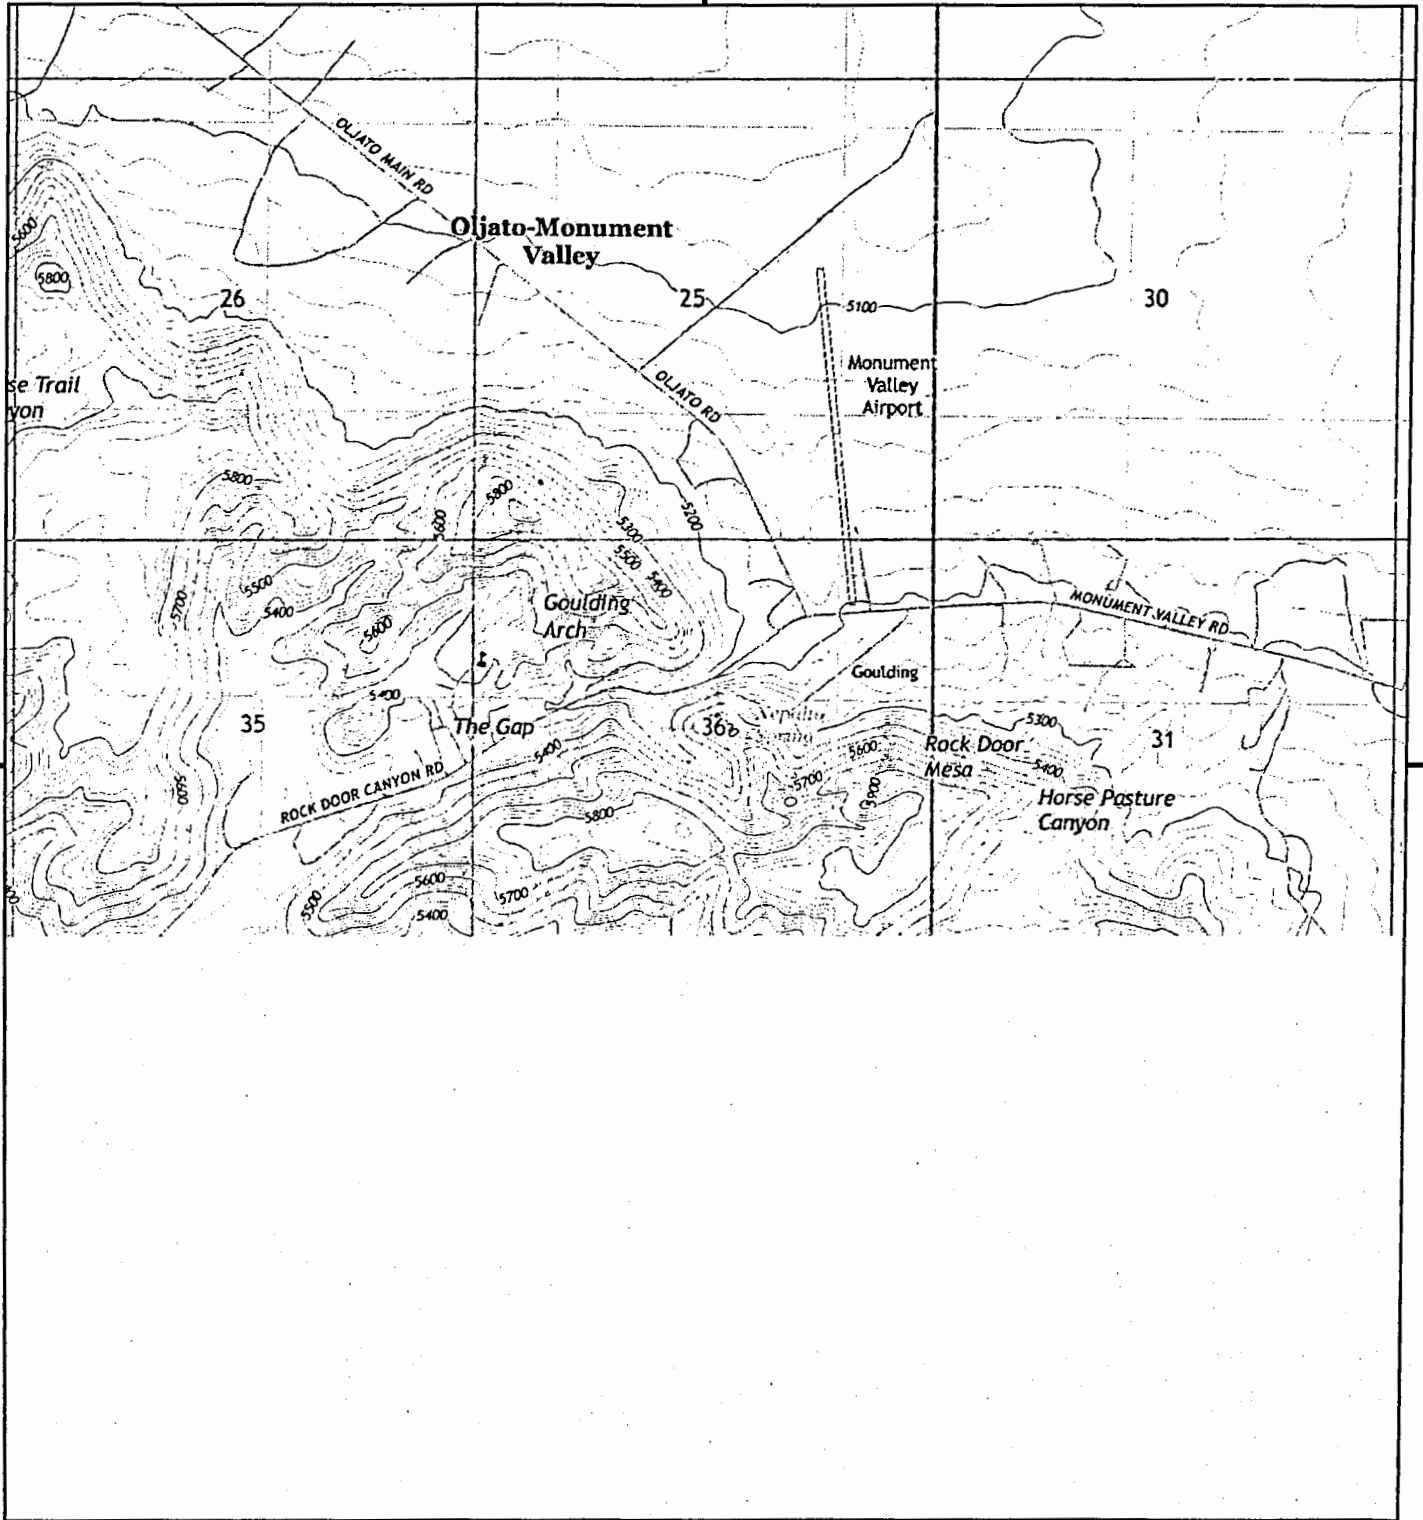 OLJATO MAIN RD
Oljato-Monument
Valley
5600
5800
26
25
5100
30
se Trail
yon
Monument
Valley
Airport
OLJATO RD
5800
5800
5600
5200
5300
5500
5400
5500
5400
5700
5600
Goulding
Arch
MONUMENT VALLEY RD
Goulding
5400
35
The Gap
36
5300
31
5400
5600
Rock Door
Mesa
5400
5700
5900
5600
ROCK DOOR CANYON RD
Horse Pasture
Canyon
5800
5600
5700
5500
5400